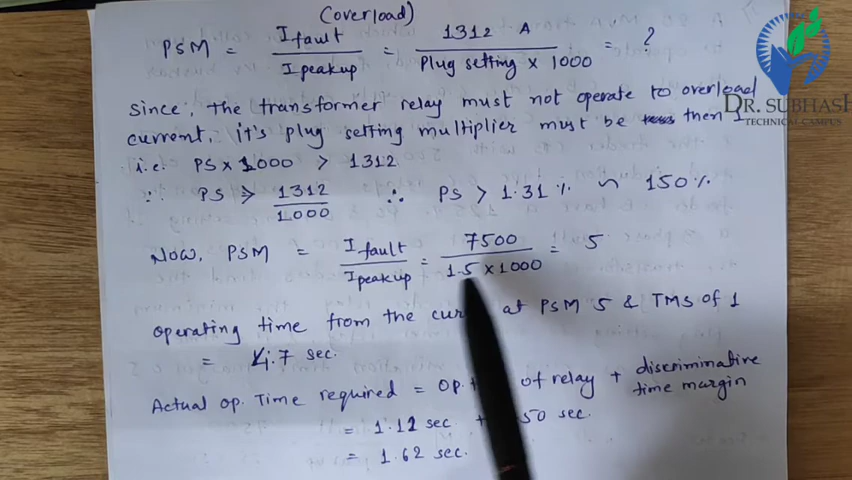 (overload)
PSM = Ifault / Ipeakup = 1312 A / Plug setting x 1000 = ?
since, the transformer relay must not operate to overload
current, it's plug setting multiplier must be then 1
i.e. PS x 1000 > 1312
∵ PS ≥ 1312 / 1000 ∴ PS > 1.31 % ~ 150 %
Now, PSM = Ifault / Ipeakup = 7500 / 1.5 x 1000 = 5
operating time from the at PSM 5 & TMS of 1
= 4.7 sec.
Actual op. Time required = op. of relay + discriminative time margin
= 1.12 sec + 50 sec.
= 1.62 sec.
DR. SUBHASH
TECHNICAL CAMPUS